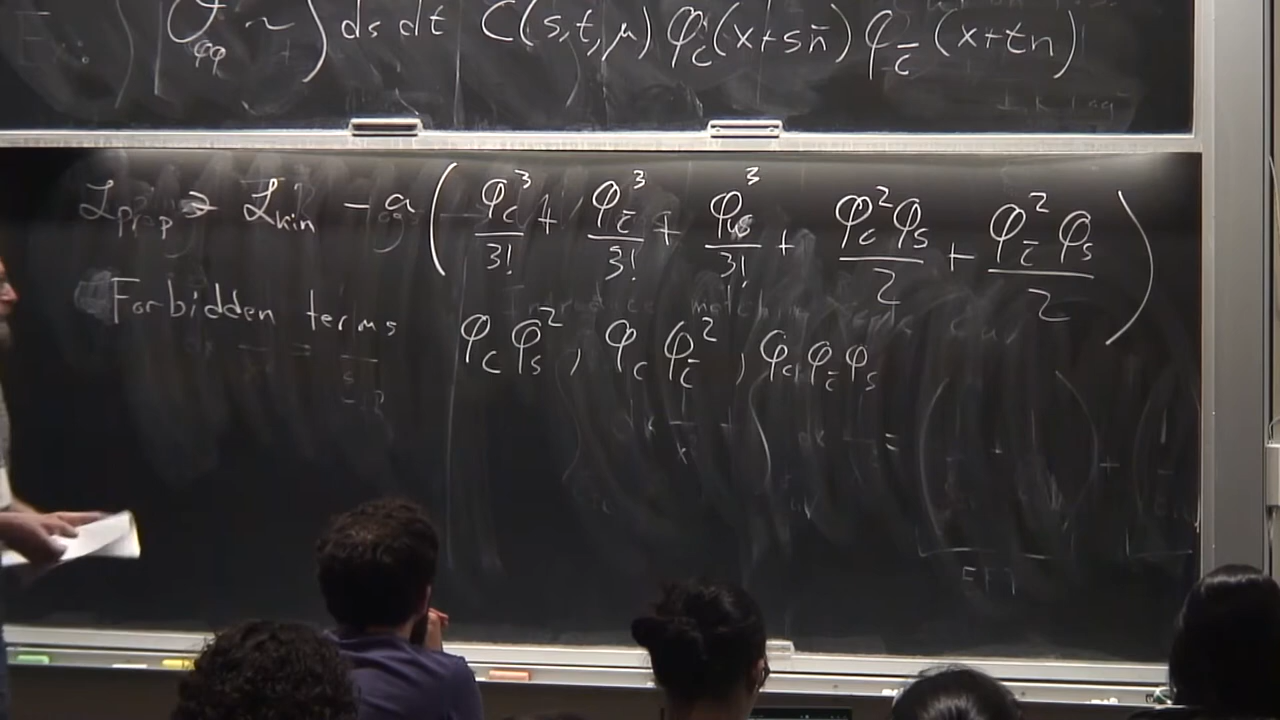 O_φφ ~ ∫ ds dt C(s,t,μ) φ_c(x+sn̄) φ_c̄(x+tn)
ℒ_prop ∋ ℒ_kin - g ( φ_c³/3! + φ_c̄³/3! + φ_s³/3! + φ_c²φ_s/2 + φ_c̄²φ_s/2 )
Forbidden terms φ_c φ_s², φ_c φ_c̄², φ_c φ_c̄ φ_s